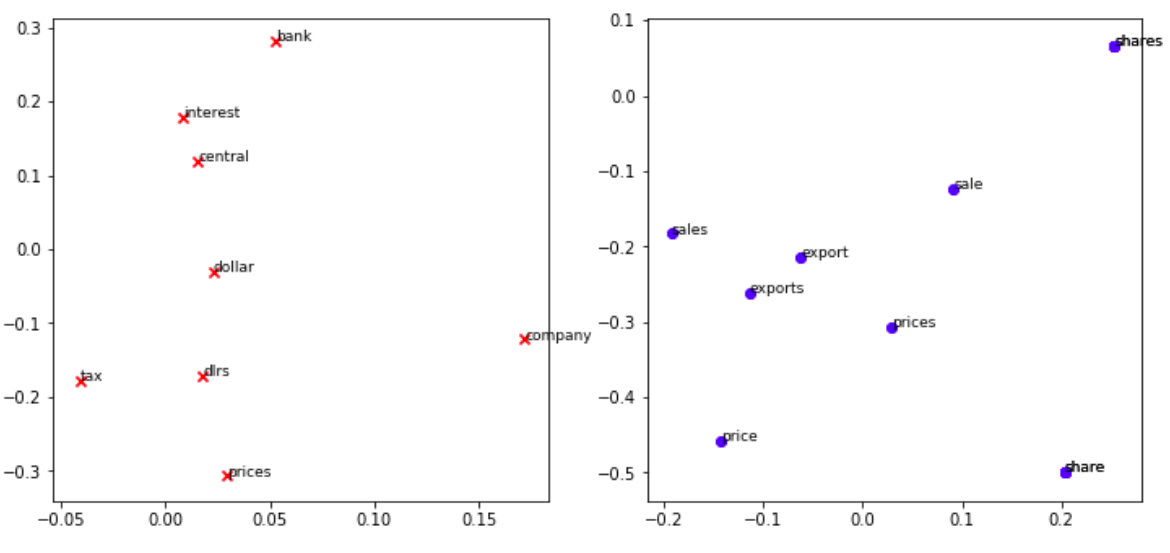 0.3
0.2
0.1
0.0
−0.1
−0.2
−0.3
bank
interest
central
dollar
company
tax
dlrs
prices
−0.05
0.00
0.05
0.10
0.15
0.1
0.0
−0.1
−0.2
−0.3
−0.4
−0.5
shares
sale
sales
export
exports
prices
price
share
−0.2
−0.1
0.0
0.1
0.2